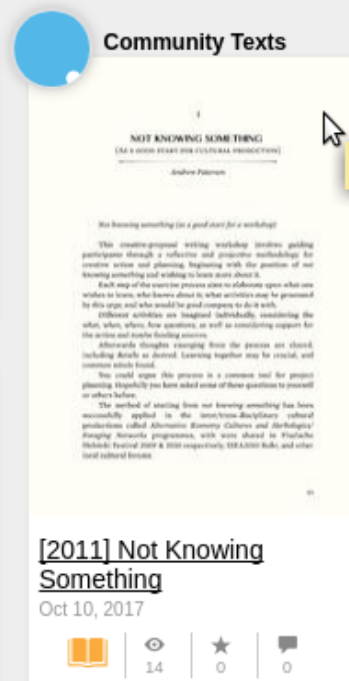 Community Texts
I
NOT KNOWING SOMETHING
(AS A GOOD START FOR CULTURAL PRODUCTION)
Andrew Paterson
Not knowing something (as a good start for a workshop)
This creative-proposal writing workshop involves guiding
participants through a reflective and projective methodology for
creative action and planning, beginning with the position of not
knowing something and wishing to learn more about it.
Each step of the exercise process aims to elaborate upon what one
wishes to learn, who knows about it, what activities may be generated
by this urge, and who would be good company to do it with.
Different activities are imagined individually, considering the
what, when, where, how questions, as well as considering support for
the action and maybe funding sources.
Afterwards thoughts emerging from the process are shared,
including details as desired. Learning together may be crucial, and
common minds found.
You could argue this process is a common tool for project
planning. Hopefully you have asked some of these questions to yourself
or others before.
The method of starting from not knowing something has been
successfully applied in the inter/trans-disciplinary cultural
productions called Alternative Economy Cultures and Herbologies/
Foraging Networks programmes, with were shared in Pixelache
Helsinki Festival 2009 & 2010 respectively, and other
local cultural forums.
[2011] Not Knowing
Something
Oct 10, 2017
14
0
0